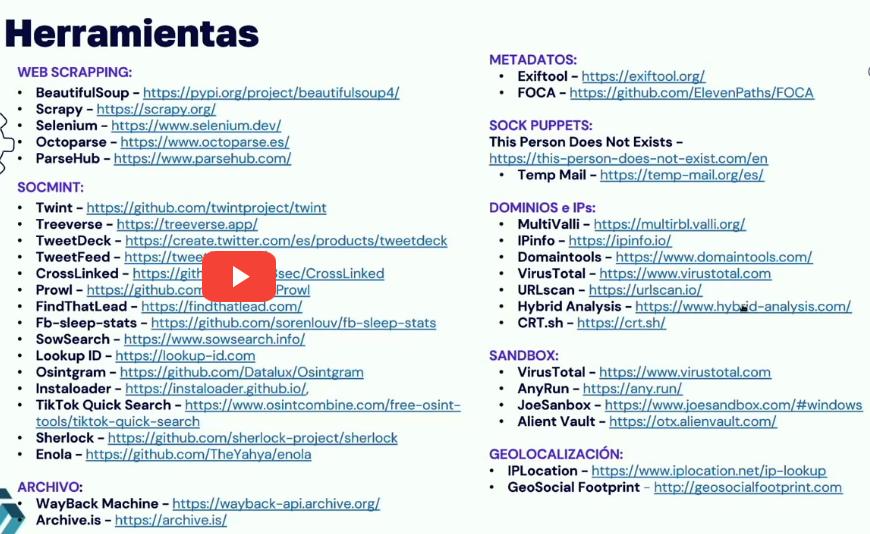 Herramientas
WEB SCRAPPING:
• BeautifulSoup – https://pypi.org/project/beautifulsoup4/
• Scrapy – https://scrapy.org/
• Selenium – https://www.selenium.dev/
• Octoparse – https://www.octoparse.es/
• ParseHub – https://www.parsehub.com/
SOCMINT:
• Twint – https://github.com/twintproject/twint
• Treeverse – https://treeverse.app/
• TweetDeck – https://create.twitter.com/es/products/tweetdeck
• TweetFeed – https://twee
• CrossLinked – https://gith 3sec/CrossLinked
• Prowl – https://github.com Prowl
• FindThatLead – https://findthatlead.com/
• Fb-sleep-stats – https://github.com/sorenlouv/fb-sleep-stats
• SowSearch – https://www.sowsearch.info/
• Lookup ID – https://lookup-id.com
• Osintgram – https://github.com/Datalux/Osintgram
• Instaloader – https://instaloader.github.io/,
• TikTok Quick Search – https://www.osintcombine.com/free-osint-
tools/tiktok-quick-search
• Sherlock – https://github.com/sherlock-project/sherlock
• Enola – https://github.com/TheYahya/enola
ARCHIVO:
• WayBack Machine – https://wayback-api.archive.org/
• Archive.is – https://archive.is/
METADATOS:
• Exiftool – https://exiftool.org/
• FOCA – https://github.com/ElevenPaths/FOCA
SOCK PUPPETS:
This Person Does Not Exists –
https://this-person-does-not-exist.com/en
• Temp Mail – https://temp-mail.org/es/
DOMINIOS e IPs:
• MultiValli – https://multirbl.valli.org/
• IPinfo – https://ipinfo.io/
• Domaintools – https://www.domaintools.com/
• VirusTotal – https://www.virustotal.com
• URLscan – https://urlscan.io/
• Hybrid Analysis – https://www.hybrid-analysis.com/
• CRT.sh – https://crt.sh/
SANDBOX:
• VirusTotal – https://www.virustotal.com
• AnyRun – https://any.run/
• JoeSanbox – https://www.joesandbox.com/#windows
• Alient Vault – https://otx.alienvault.com/
GEOLOCALIZACIÓN:
• IPLocation – https://www.iplocation.net/ip-lookup
• GeoSocial Footprint – http://geosocialfootprint.com